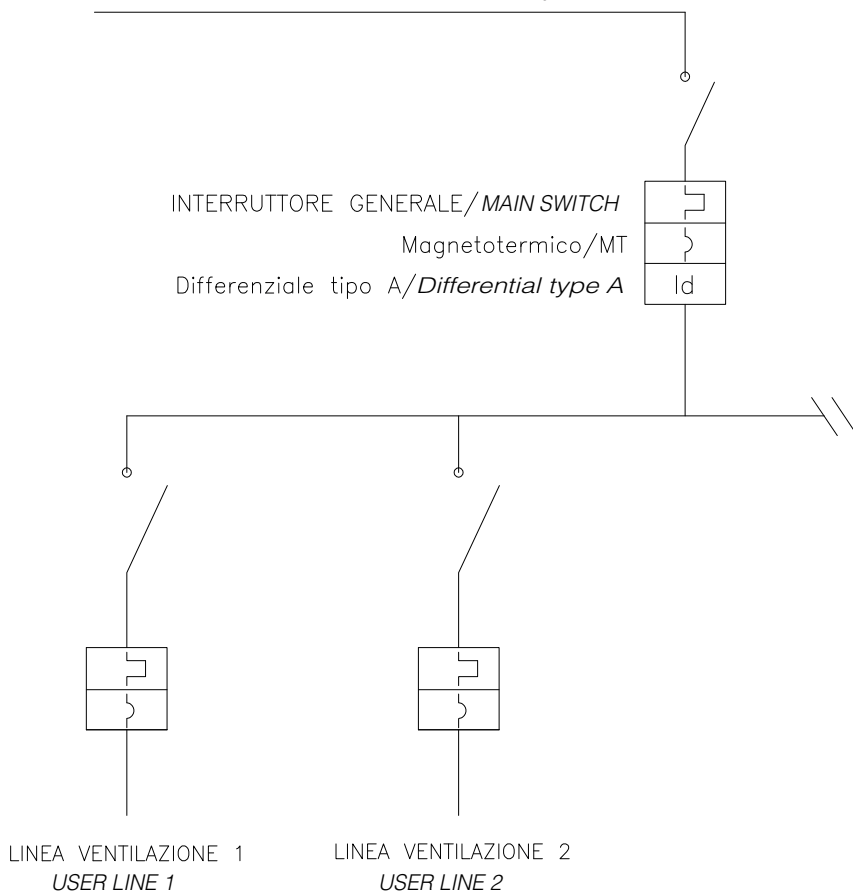 INTERRUTTORE GENERALE/MAIN SWITCH
Magnetotermico/MT
Differenziale tipo A/Differential type A
Id
LINEA VENTILAZIONE 1
USER LINE 1
LINEA VENTILAZIONE 2
USER LINE 2